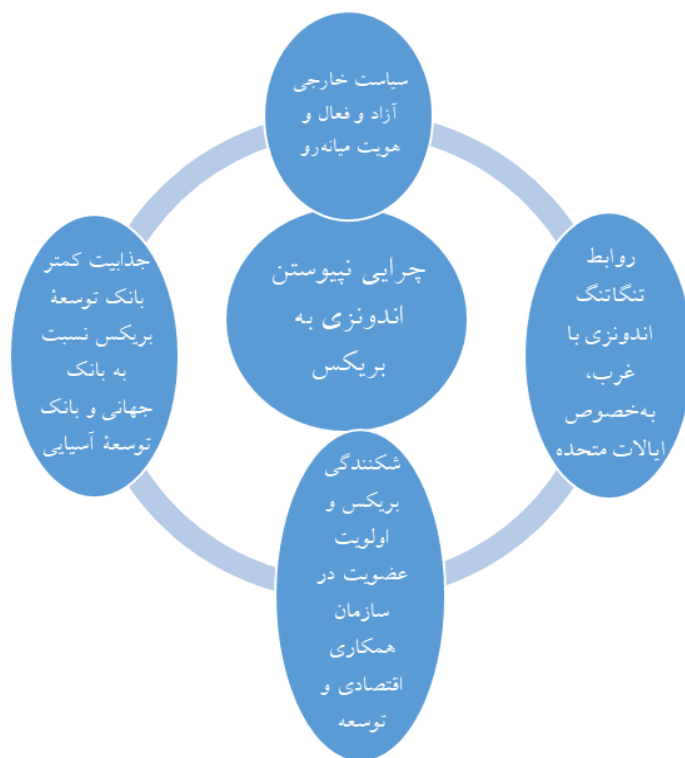 سیاست خارجی
آزاد و فعال و
هویت میانه‌رو
چرایی نپیوستن
اندونزی به
بریکس
روابط
تنگاتنگ
اندونزی با
غرب،
به‌خصوص
ایالات متحده
شکنندگی
بریکس و
اولویت
عضویت در
سازمان
همکاری
اقتصادی و
توسعه
جذابیت کمتر
بانک توسعهٔ
بریکس نسبت
به بانک
جهانی و بانک
توسعهٔ آسیایی